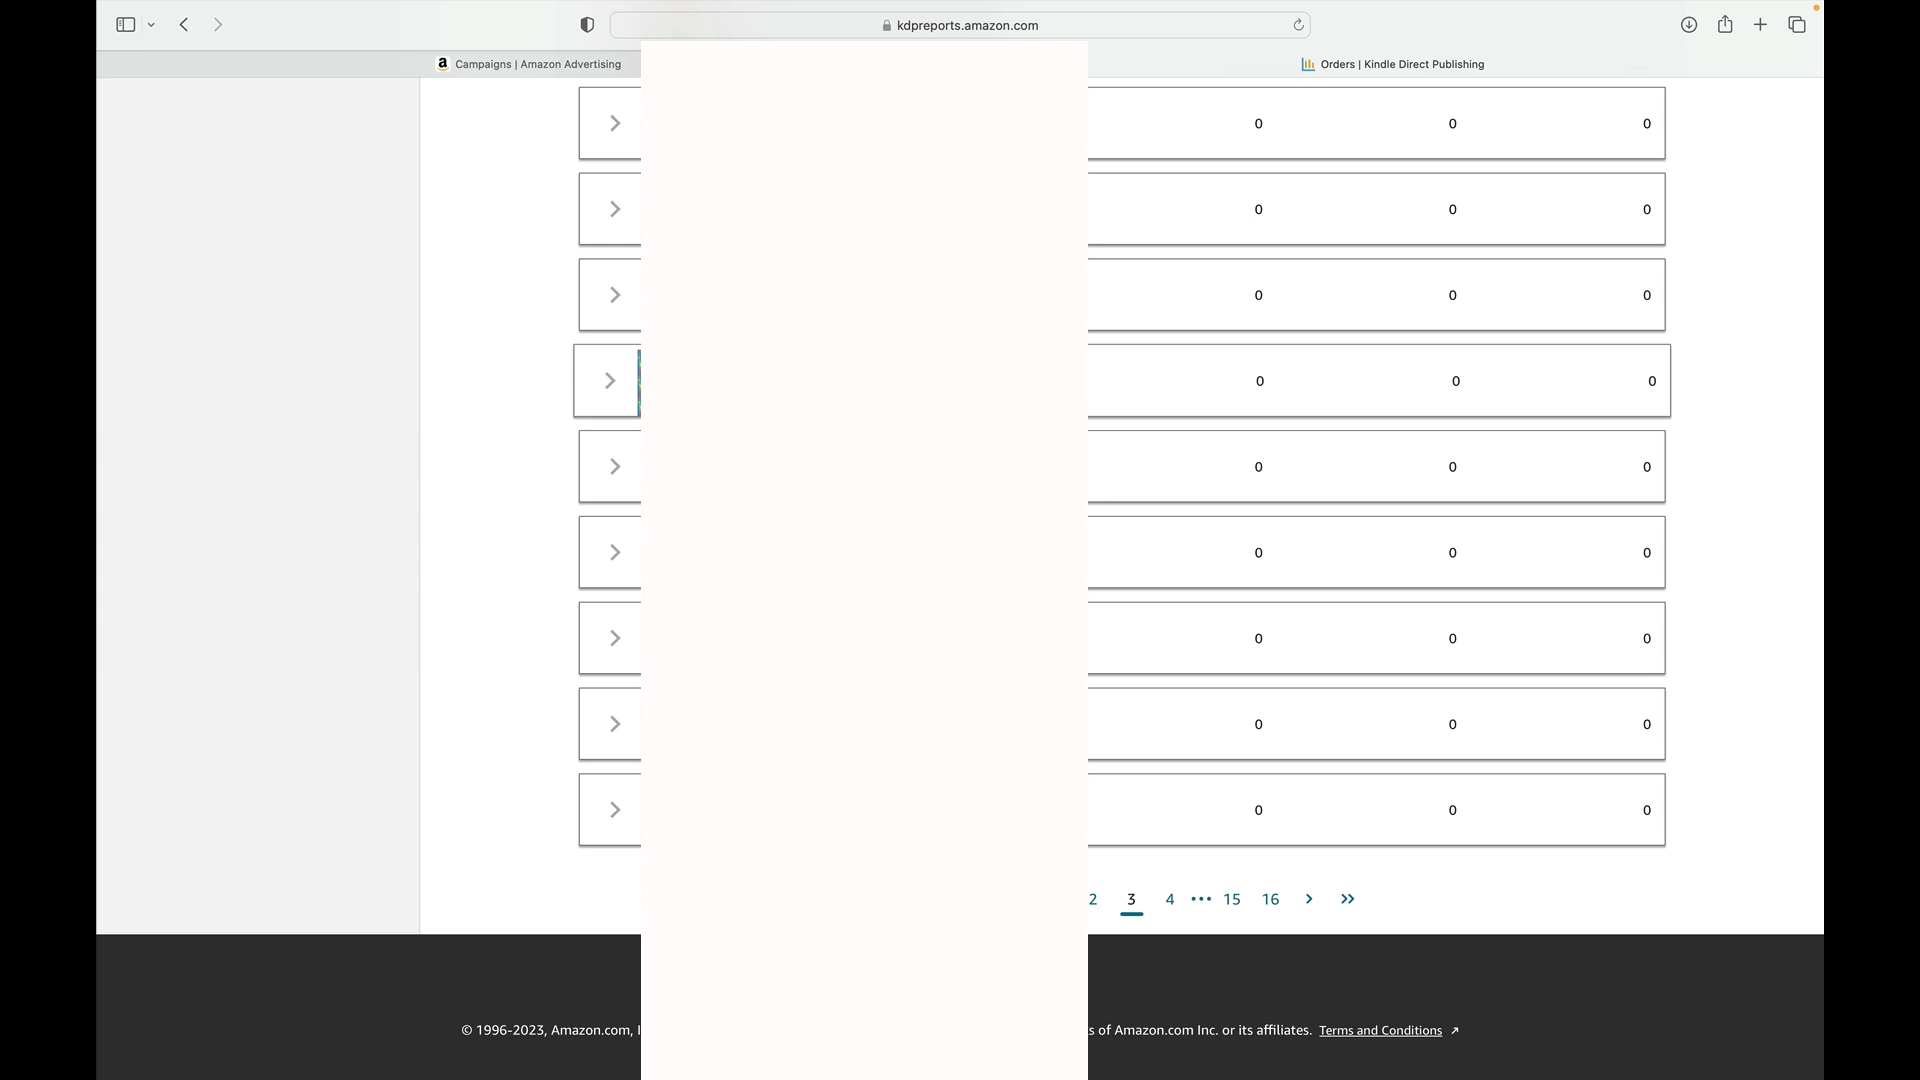 kdpreports.amazon.com
Campaigns | Amazon Advertising
Orders | Kindle Direct Publishing
0 0 0
0 0 0
0 0 0
0 0 0
0 0 0
0 0 0
0 0 0
0 0 0
0 0 0
2 3 4 ••• 15 16 > >>
© 1996-2023, Amazon.com, I s of Amazon.com Inc. or its affiliates. Terms and Conditions